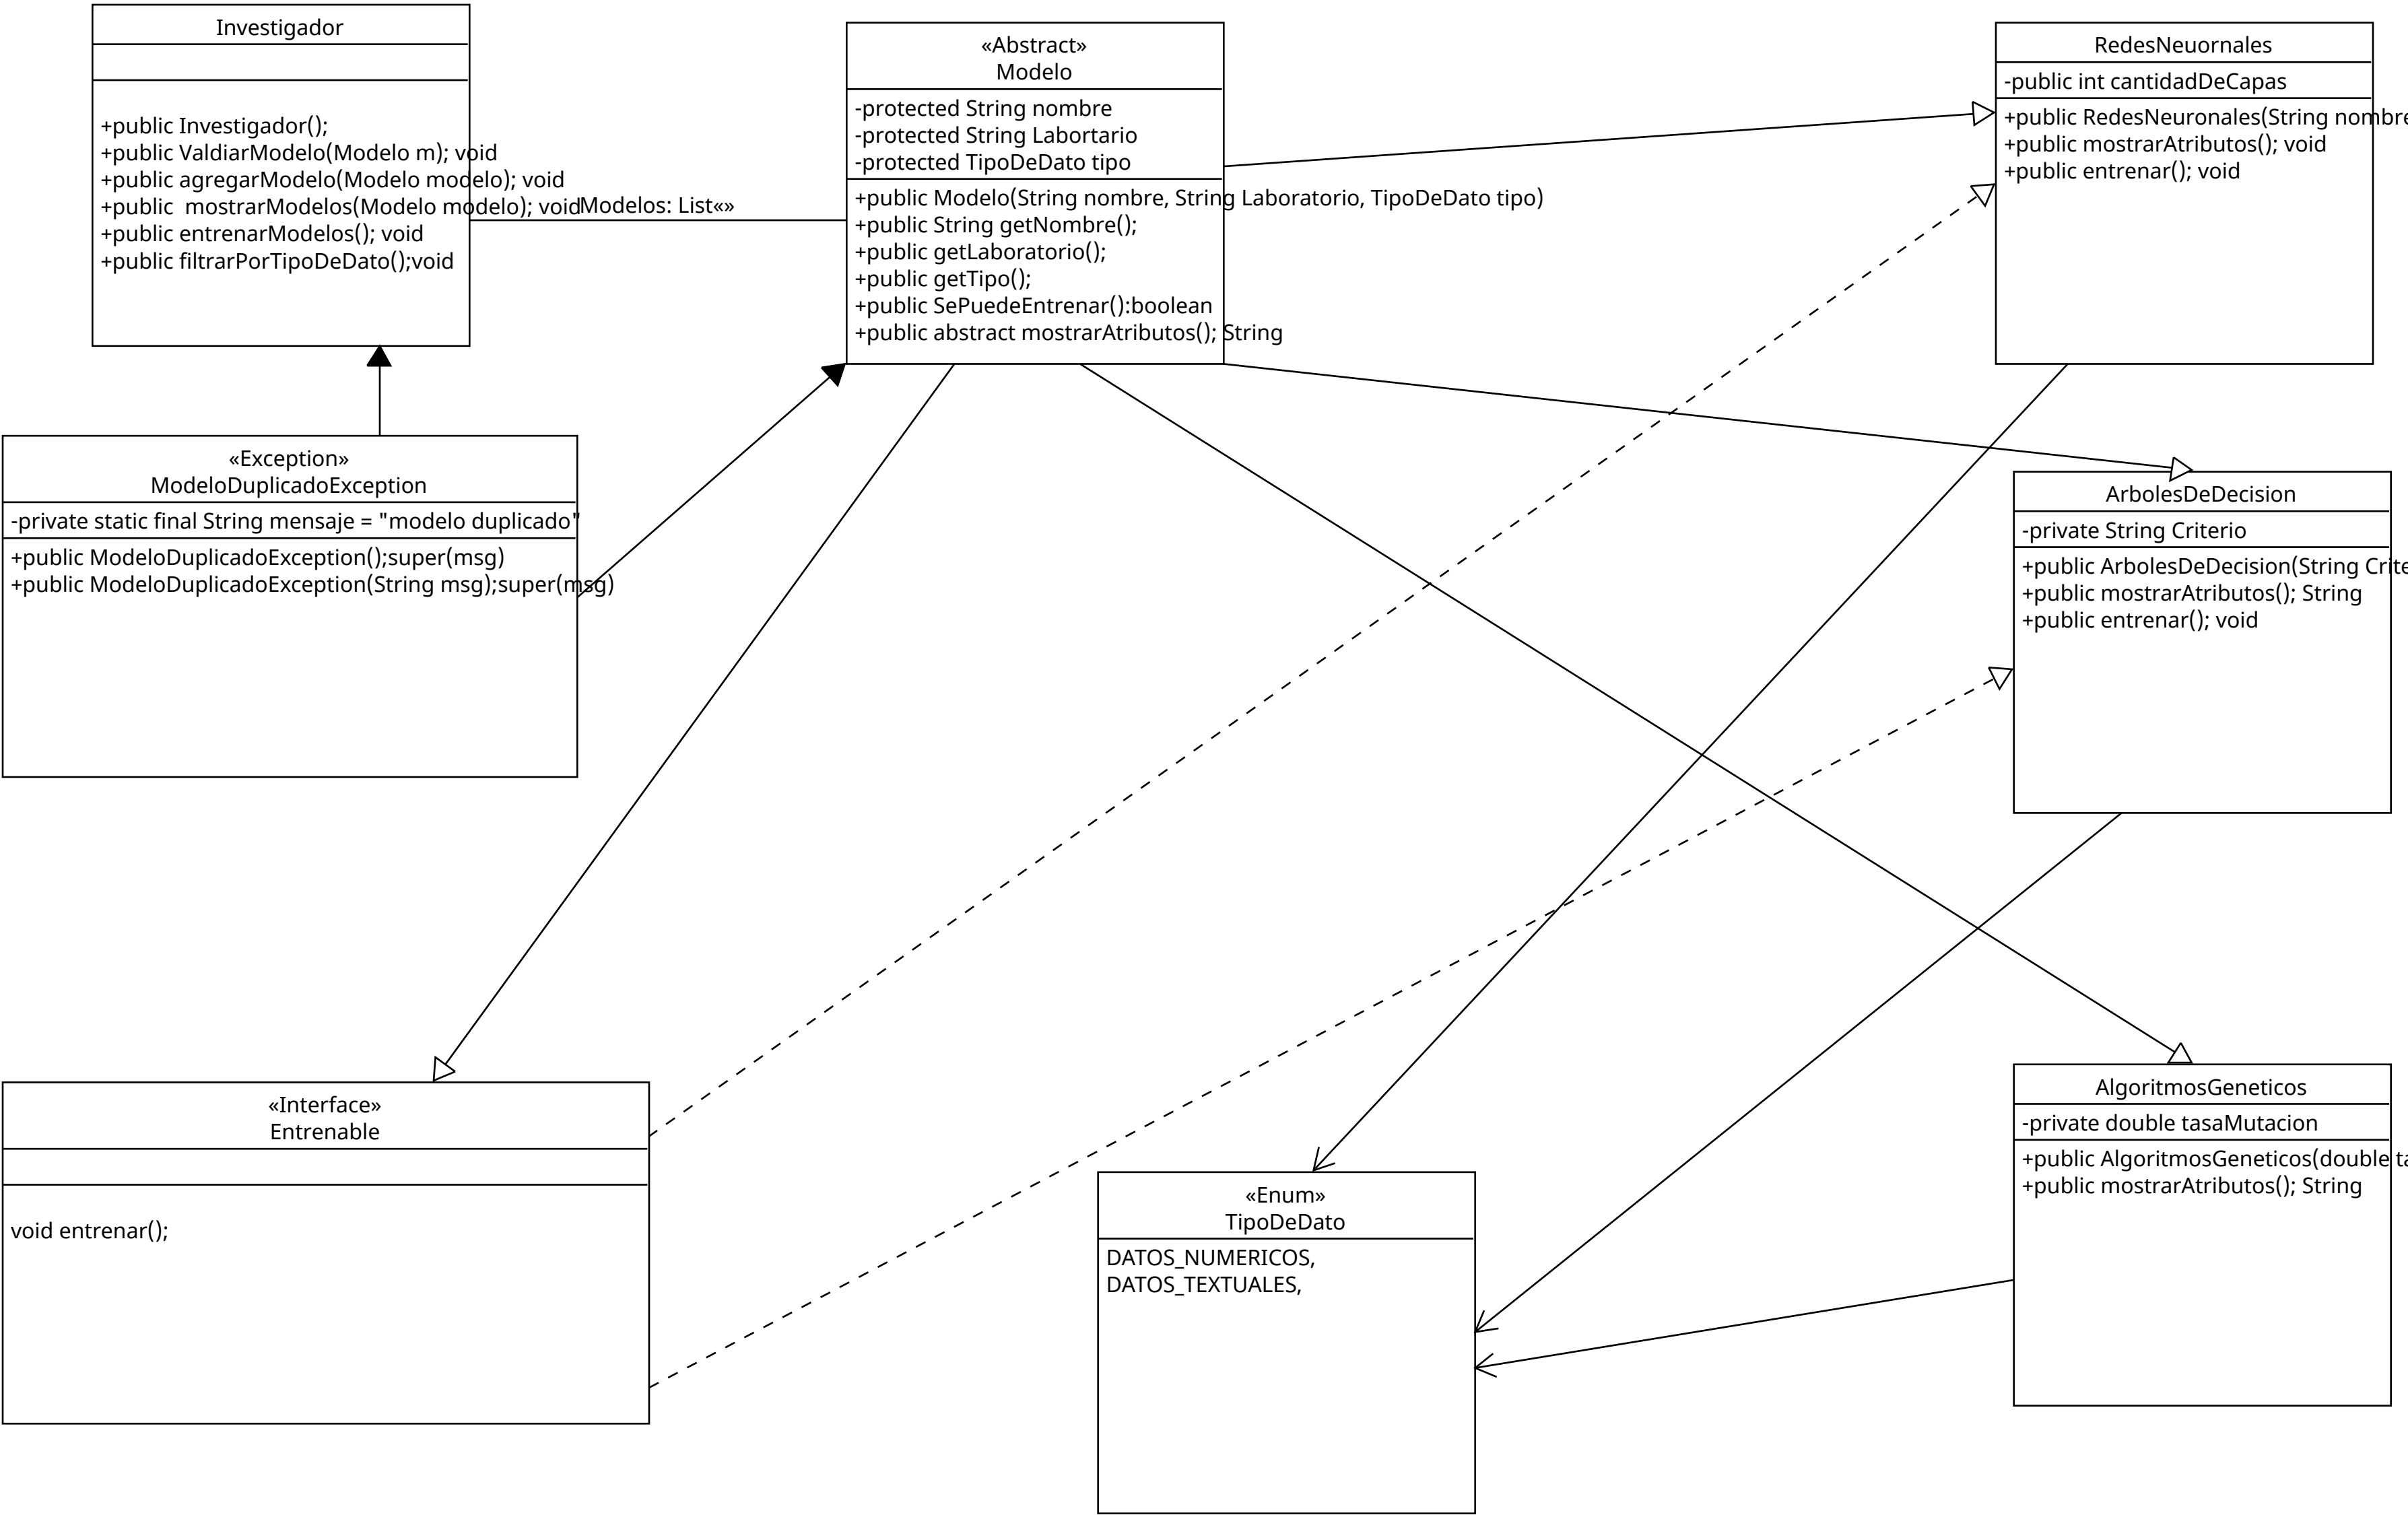 Investigador
+public Investigador();
+public ValdiarModelo(Modelo m); void
+public agregarModelo(Modelo modelo); void
+public  mostrarModelos(Modelo modelo); void
+public entrenarModelos(); void
+public filtrarPorTipoDeDato();void
Modelos: List«»
«Abstract»
Modelo
-protected String nombre
-protected String Labortario
-protected TipoDeDato tipo
+public Modelo(String nombre, String Laboratorio, TipoDeDato tipo)
+public String getNombre();
+public getLaboratorio();
+public getTipo();
+public SePuedeEntrenar():boolean
+public abstract mostrarAtributos(); String
RedesNeuornales
-public int cantidadDeCapas
+public RedesNeuronales(String nombre
+public mostrarAtributos(); void
+public entrenar(); void
«Exception»
ModeloDuplicadoException
-private static final String mensaje = "modelo duplicado"
+public ModeloDuplicadoException();super(msg)
+public ModeloDuplicadoException(String msg);super(msg)
ArbolesDeDecision
-private String Criterio
+public ArbolesDeDecision(String Crite
+public mostrarAtributos(); String
+public entrenar(); void
«Interface»
Entrenable
void entrenar();
«Enum»
TipoDeDato
DATOS_NUMERICOS,
DATOS_TEXTUALES,
AlgoritmosGeneticos
-private double tasaMutacion
+public AlgoritmosGeneticos(double ta
+public mostrarAtributos(); String